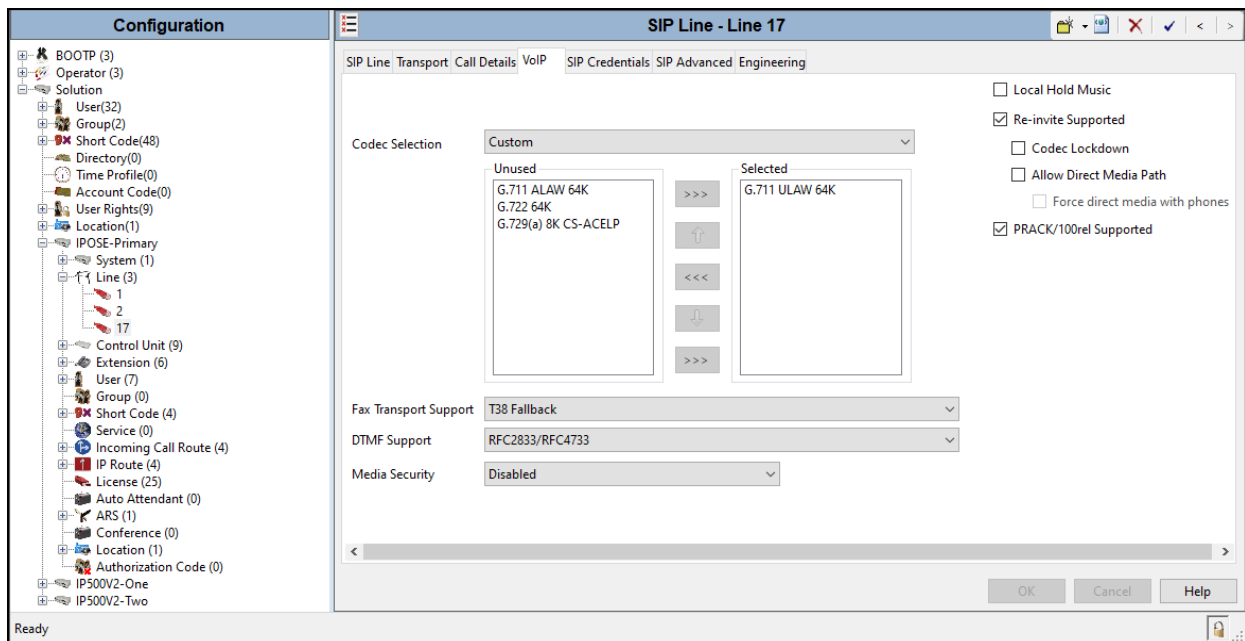 Configuration
BOOTP (3)
Operator (3)
Solution
User(32)
Group(2)
Short Code(48)
Directory(0)
Time Profile(0)
Account Code(0)
User Rights(9)
Location(1)
IPOSE-Primary
System (1)
Line (3)
1
2
17
Control Unit (9)
Extension (6)
User (7)
Group (0)
Short Code (4)
Service (0)
Incoming Call Route (4)
IP Route (4)
License (25)
Auto Attendant (0)
ARS (1)
Conference (0)
Location (1)
Authorization Code (0)
IP500V2-One
IP500V2-Two
SIP Line - Line 17
SIP Line Transport Call Details VoIP SIP Credentials SIP Advanced Engineering
Codec Selection Custom
Unused
G.711 ALAW 64K
G.722 64K
G.729(a) 8K CS-ACELP
>>>
<<<
>>>
Selected
G.711 ULAW 64K
Fax Transport Support T38 Fallback
DTMF Support RFC2833/RFC4733
Media Security Disabled
Local Hold Music
Re-invite Supported
Codec Lockdown
Allow Direct Media Path
Force direct media with phones
PRACK/100rel Supported
OK Cancel Help
Ready